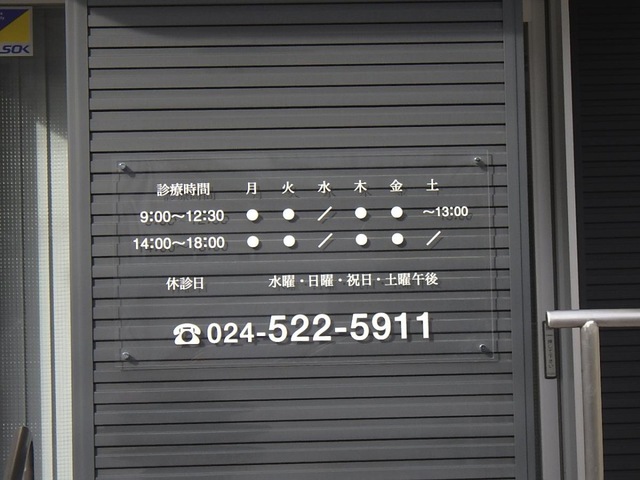 SOK
診療時間 月 火 水 木 金 土
9:00〜12:30 ● ● ／ ● ● 〜13:00
14:00〜18:00 ● ● ／ ● ● ／
休診日 水曜・日曜・祝日・土曜午後
☎024-522-5911